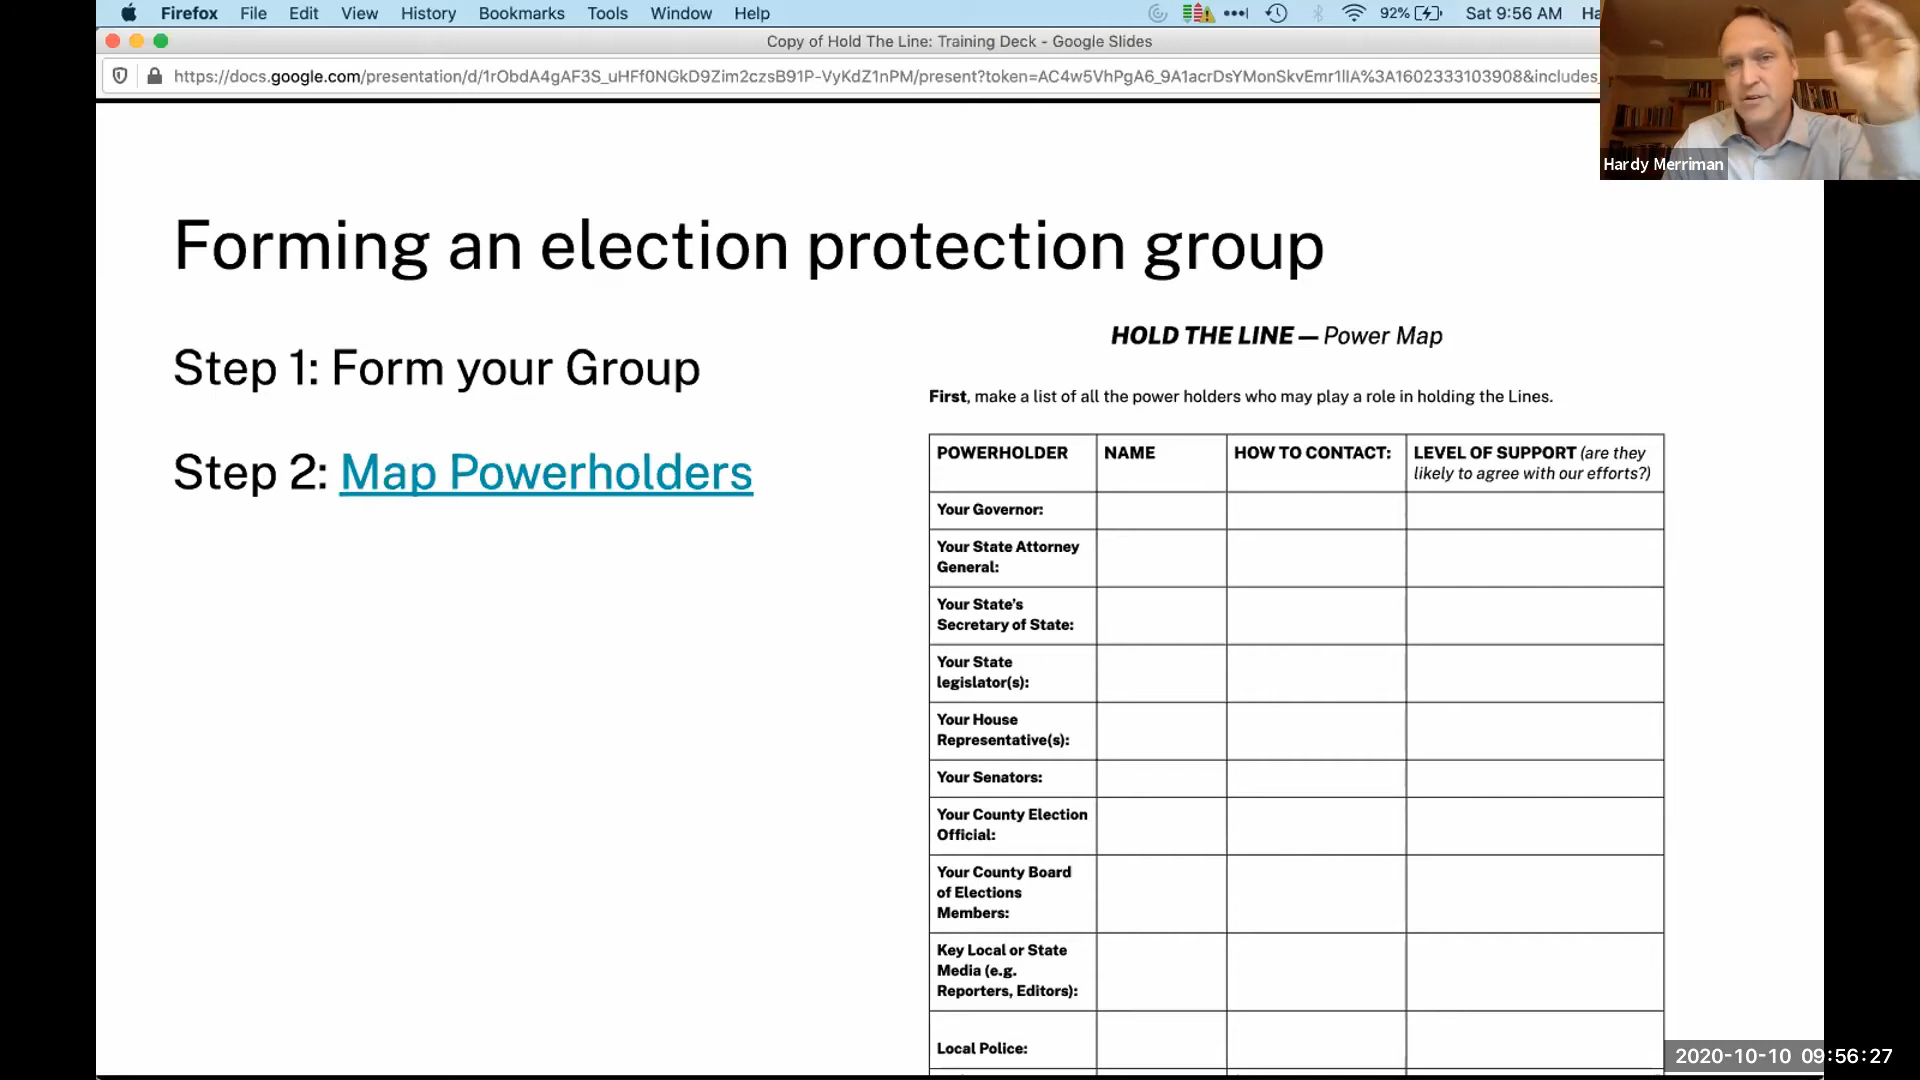 Firefox File Edit View History Bookmarks Tools Window Help 92% Sat 9:56 AM Ha
Copy of Hold The Line: Training Deck - Google Slides
https://docs.google.com/presentation/d/1rObdA4gAF3S_uHFf0NGkD9Zim2czsB91P-VyKdZ1nPM/present?token=AC4w5VhPgA6_9A1acrDsYMonSkvEmr1lIA%3A1602333103908&includes_
Hardy Merriman
Forming an election protection group
Step 1: Form your Group
Step 2: Map Powerholders
HOLD THE LINE — Power Map
First, make a list of all the power holders who may play a role in holding the Lines.
POWERHOLDER NAME HOW TO CONTACT: LEVEL OF SUPPORT (are they
likely to agree with our efforts?)
Your Governor:
Your State Attorney
General:
Your State's
Secretary of State:
Your State
legislator(s):
Your House
Representative(s):
Your Senators:
Your County Election
Official:
Your County Board
of Elections
Members:
Key Local or State
Media (e.g.
Reporters, Editors):
Local Police:
2020-10-10 09:56:27